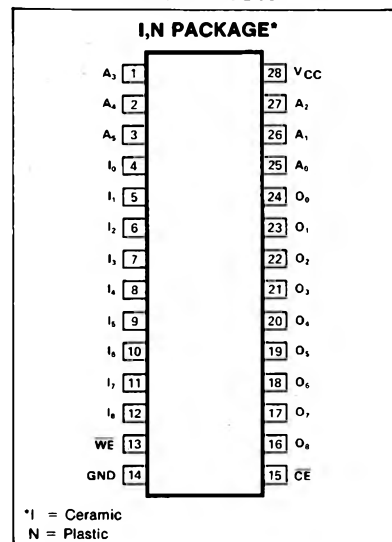 I,N PACKAGE*
A₃ 1 28 VCC
A₄ 2 27 A₂
A₅ 3 26 A₁
I₀ 4 25 A₀
I₁ 5 24 O₀
I₂ 6 23 O₁
I₃ 7 22 O₂
I₄ 8 21 O₃
I₅ 9 20 O₄
I₆ 10 19 O₅
I₇ 11 18 O₆
I₈ 12 17 O₇
W̅E̅ 13 16 O₈
GND 14 15 C̅E̅
*I = Ceramic
N = Plastic